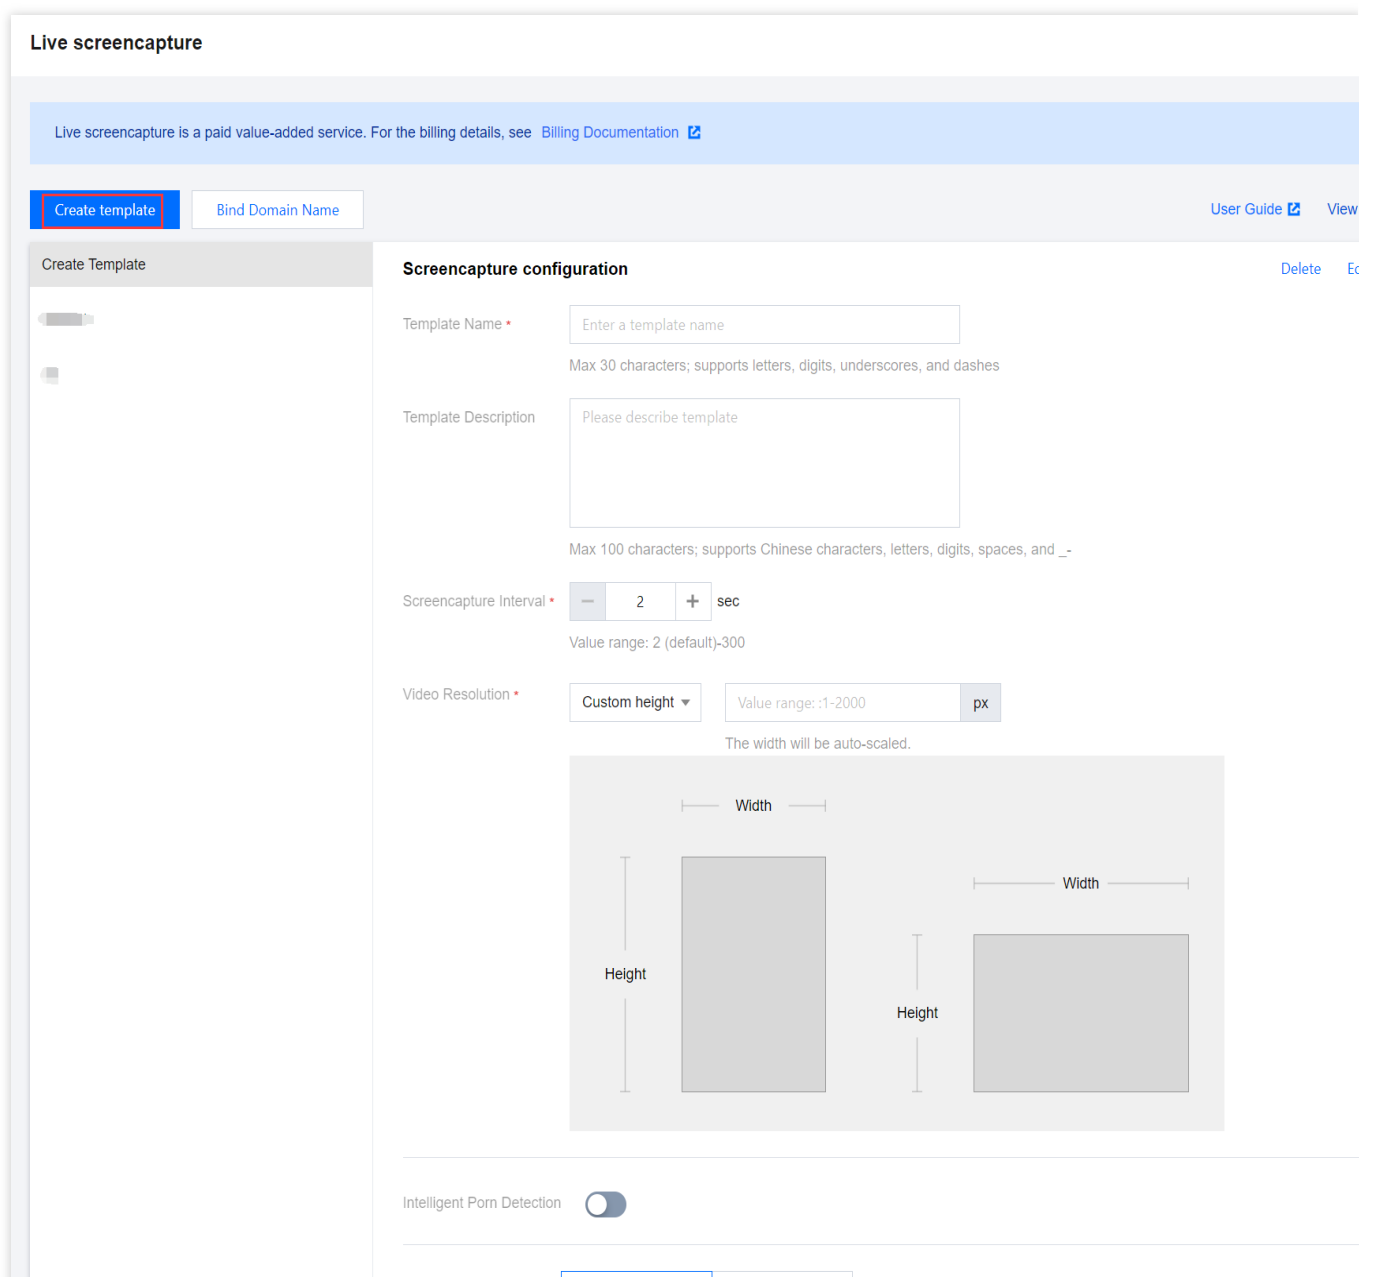 Live screencapture
Live screencapture is a paid value-added service. For the billing details, see Billing Documentation
Create template
Bind Domain Name
User Guide
View
Create Template
Screencapture configuration
Delete
Template Name *
Enter a template name
Max 30 characters; supports letters, digits, underscores, and dashes
Template Description
Please describe template
Max 100 characters; supports Chinese characters, letters, digits, spaces, and _-
Screencapture Interval *
− 2 + sec
Value range: 2 (default)-300
Video Resolution *
Custom height
Value range: :1-2000
px
The width will be auto-scaled.
Width
Width
Height
Height
Intelligent Porn Detection